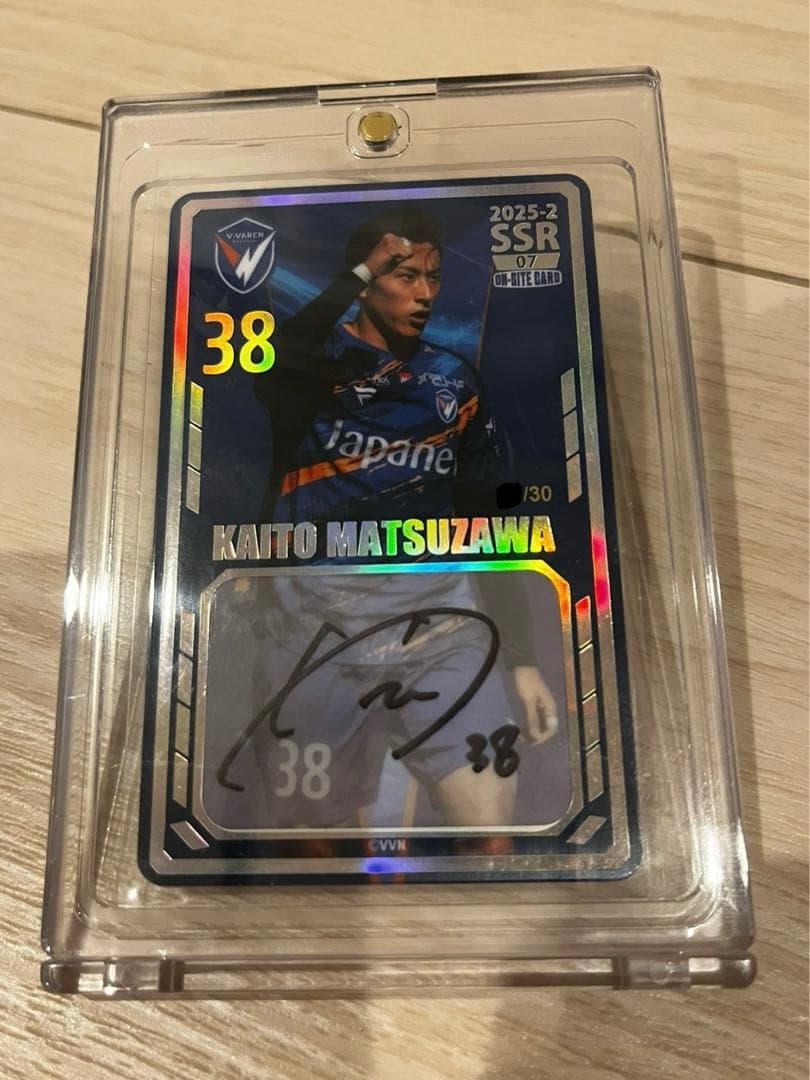 V·VAREN
2025-2
SSR
07
ON-SITE CARD
38
Japane
/30
KAITO MATSUZAWA
38
38
©VVN